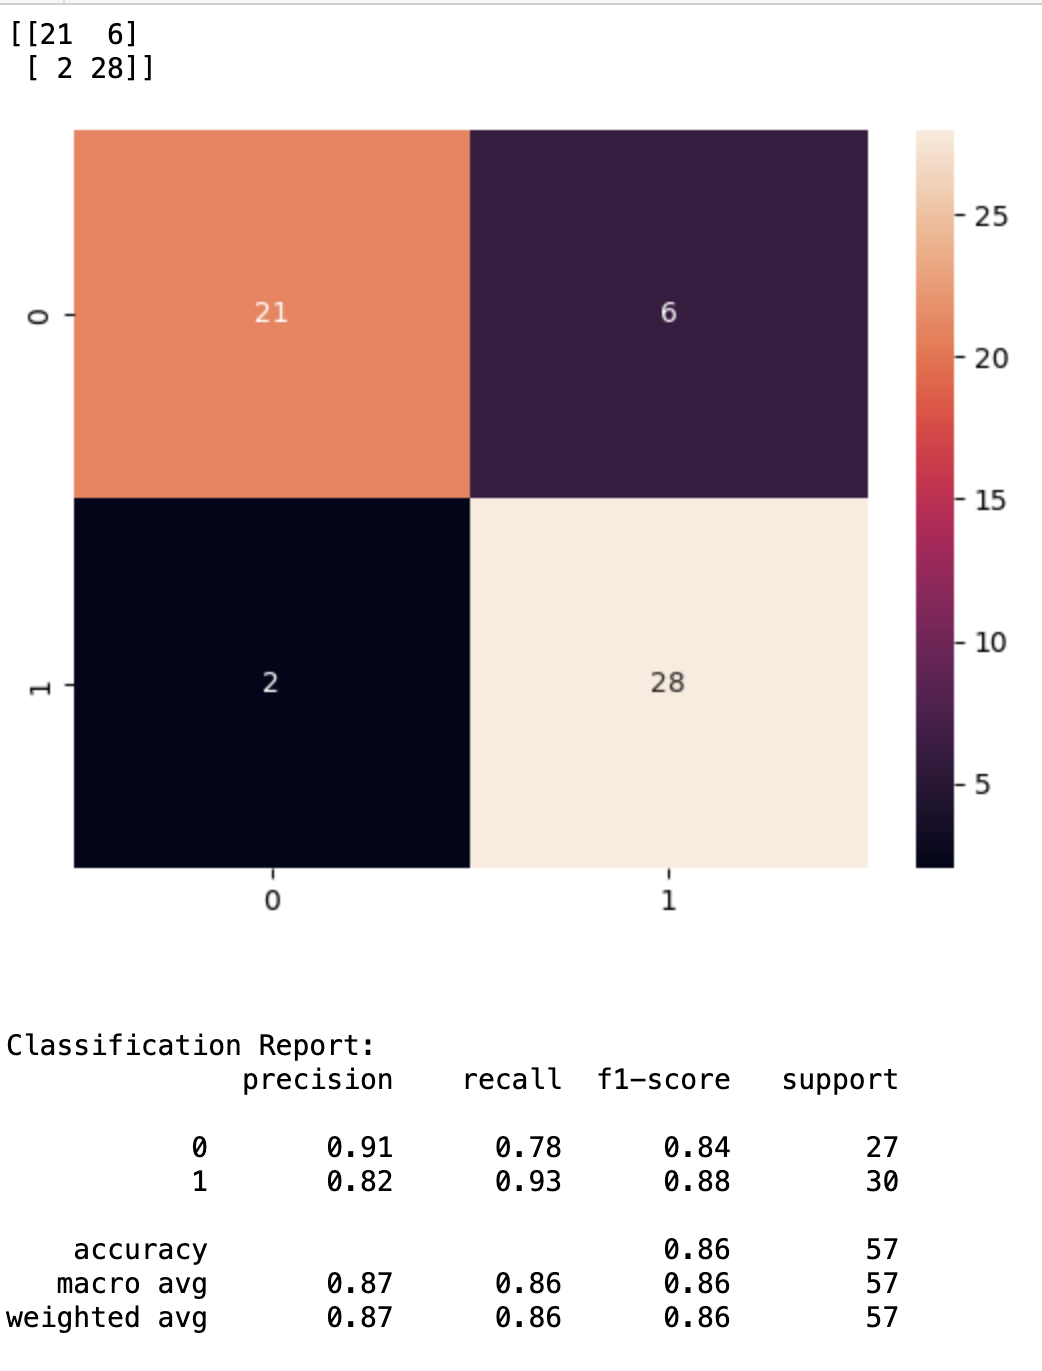 [[21  6]
 [ 2 28]]
25
0 21 6
20
15
10
1 2 28
5
0 1
Classification Report:
              precision    recall  f1-score   support

           0       0.91      0.78      0.84        27
           1       0.82      0.93      0.88        30

    accuracy                           0.86        57
   macro avg       0.87      0.86      0.86        57
weighted avg       0.87      0.86      0.86        57